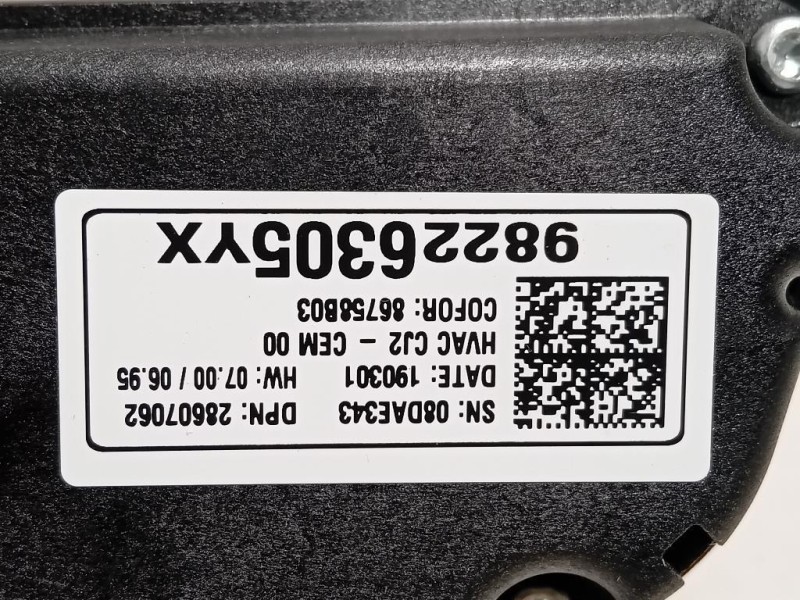 98226305YX
COFOR: 86758B03
HVAC CJ2 - CEM 00
DATE: 190301 HW: 07.00 / 06.95
SN: 08DAE343 DPN: 28607062